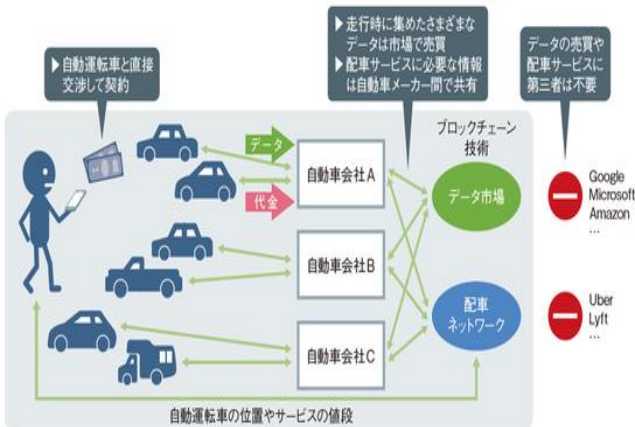 ▶自動運転車と直接
交渉して契約
▶走行時に集めたさまざまな
データは市場で売買
▶配車サービスに必要な情報
は自動車メーカー間で共有
データの売買や
配車サービスに
第三者は不要
ブロックチェーン
技術
データ
代金
自動車会社A
自動車会社B
自動車会社C
データ市場
配車
ネットワーク
Google
Microsoft
Amazon
…
Uber
Lyft
…
自動運転車の位置やサービスの値段